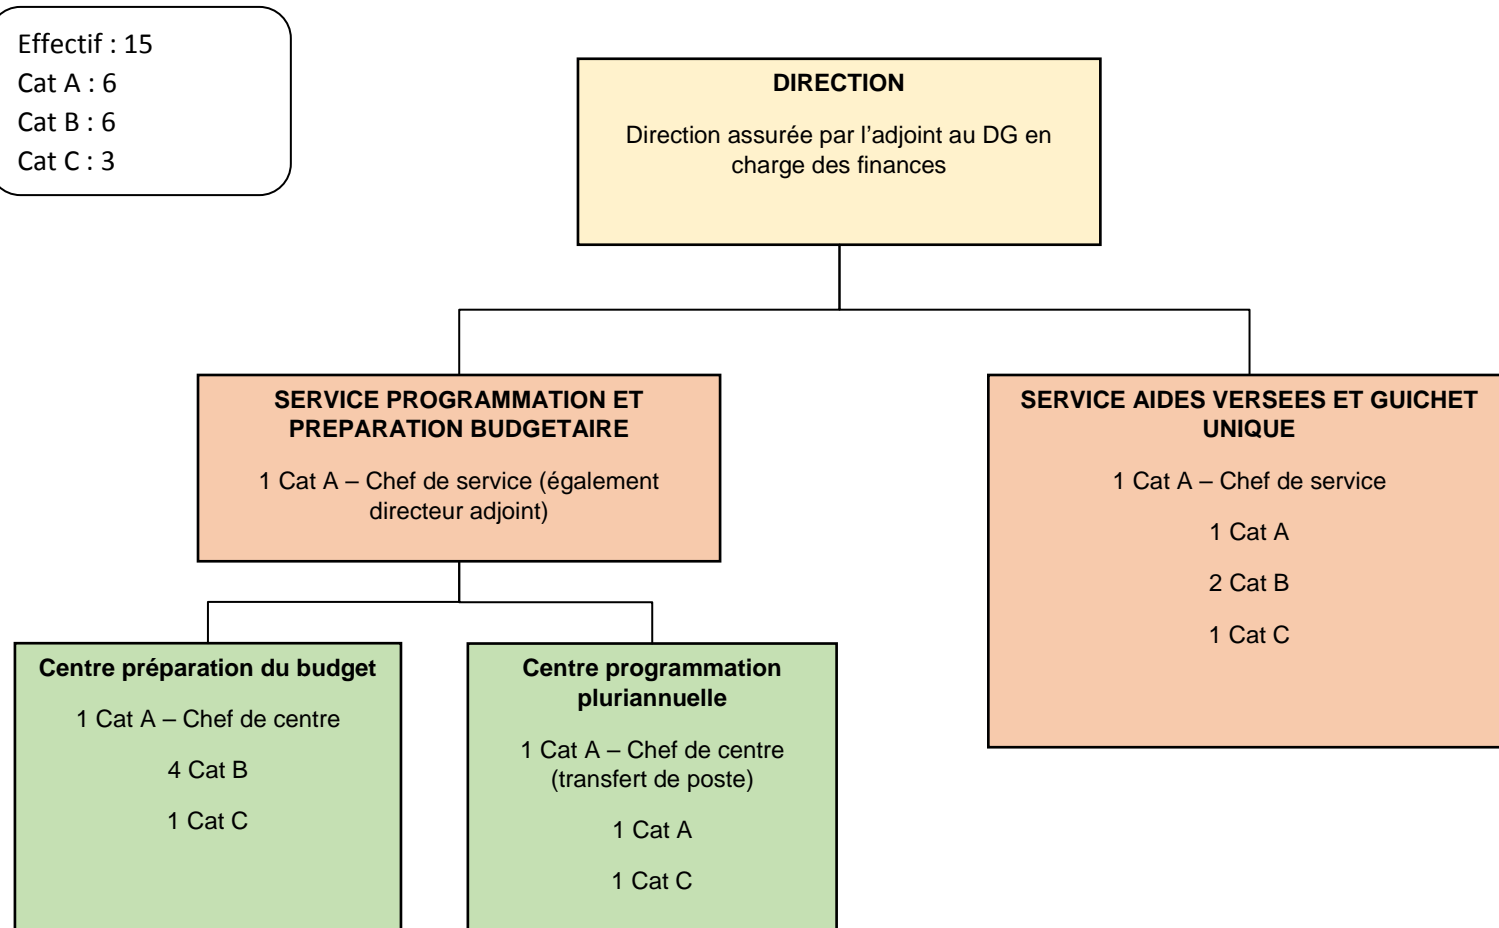 Effectif : 15
Cat A : 6
Cat B : 6
Cat C : 3
DIRECTION
Direction assurée par l’adjoint au DG en
charge des finances
SERVICE PROGRAMMATION ET
PREPARATION BUDGETAIRE
1 Cat A – Chef de service (également
directeur adjoint)
SERVICE AIDES VERSEES ET GUICHET
UNIQUE
1 Cat A – Chef de service
1 Cat A
2 Cat B
1 Cat C
Centre préparation du budget
1 Cat A – Chef de centre
4 Cat B
1 Cat C
Centre programmation
pluriannuelle
1 Cat A – Chef de centre
(transfert de poste)
1 Cat A
1 Cat C